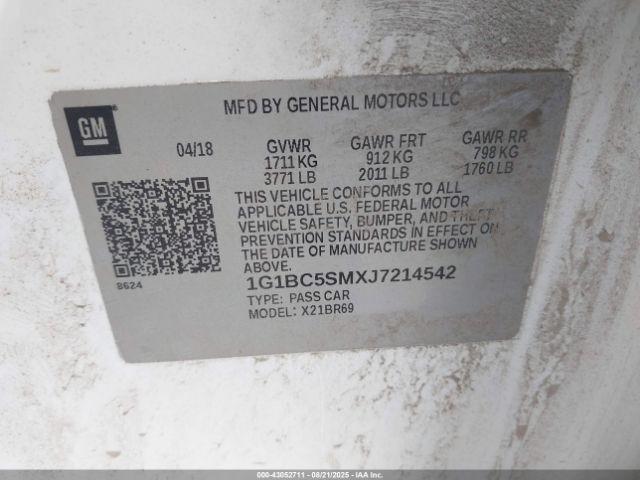 MFD BY GENERAL MOTORS LLC
GM
04/18 GVWR GAWR FRT GAWR RR
1711 KG 912 KG 798 KG
3771 LB 2011 LB 1760 LB
THIS VEHICLE CONFORMS TO ALL
APPLICABLE U.S. FEDERAL MOTOR
VEHICLE SAFETY, BUMPER, AND THEFT
PREVENTION STANDARDS IN EFFECT ON
THE DATE OF MANUFACTURE SHOWN
ABOVE.
8624
1G1BC5SMXJ7214542
TYPE: PASS CAR
MODEL: X21BR69
000-43052711 - 08/21/2025 - IAAI.COM